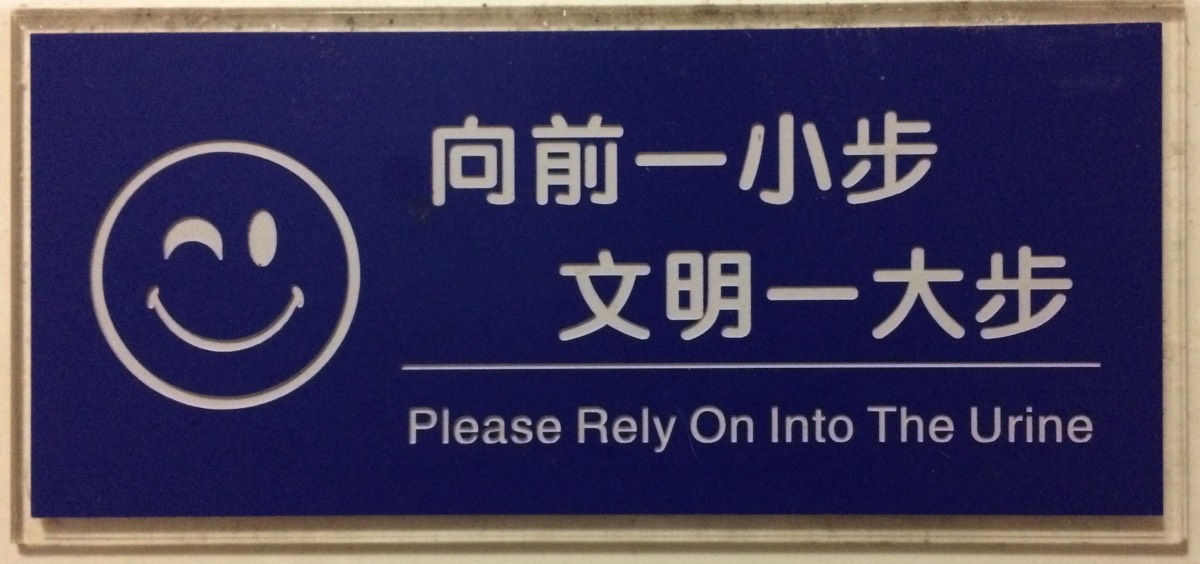 向前一小步
文明一大步
Please Rely On Into The Urine